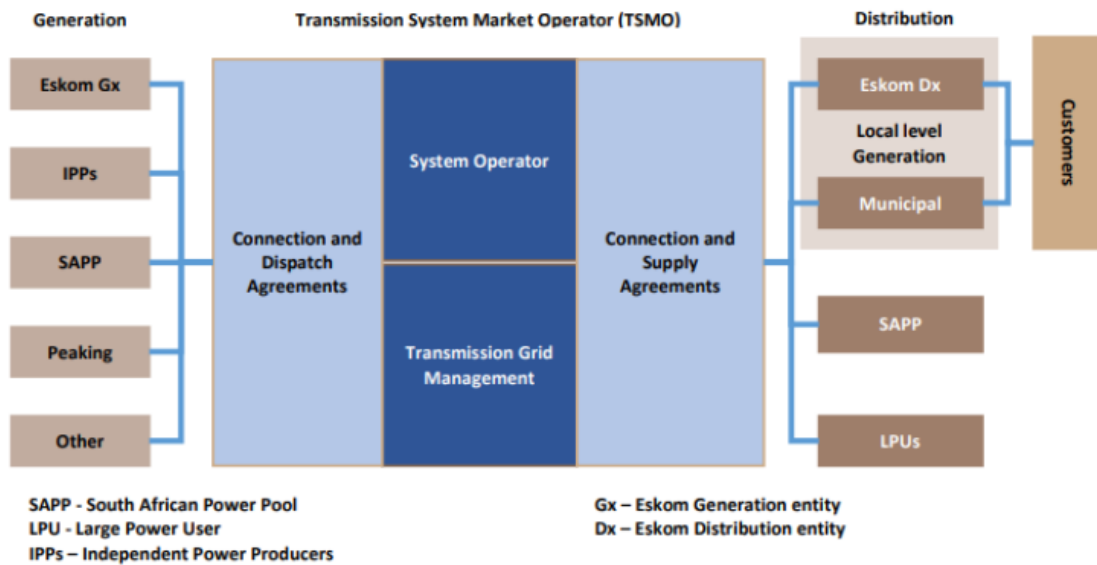 Generation
Transmission System Market Operator (TSMO)
Distribution
Eskom Gx
IPPs
SAPP
Peaking
Other
Connection and
Dispatch
Agreements
System Operator
Transmission Grid
Management
Connection and
Supply
Agreements
Eskom Dx
Local level
Generation
Municipal
SAPP
LPUs
Customers
SAPP - South African Power Pool
LPU - Large Power User
IPPs – Independent Power Producers
Gx – Eskom Generation entity
Dx – Eskom Distribution entity